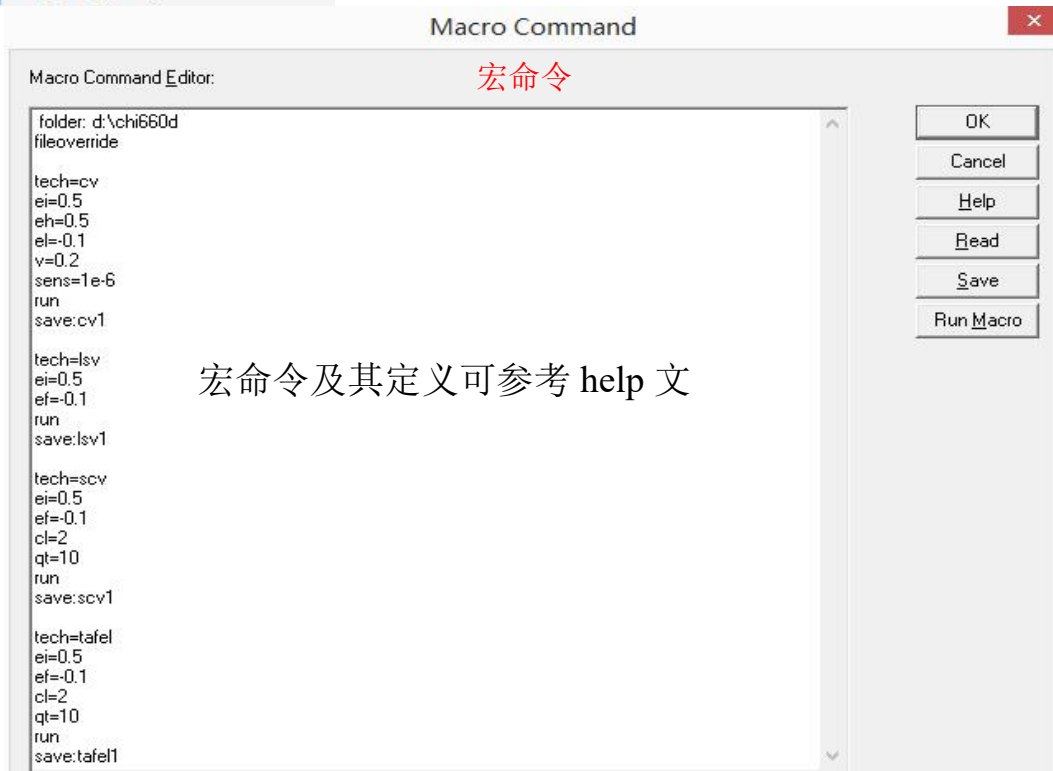 Macro Command
Macro Command Editor:
宏命令
folder: d:\chi660d
fileoverride
tech=cv
ei=0.5
eh=0.5
el=-0.1
v=0.2
sens=1e-6
run
save:cv1
tech=lsv
ei=0.5
ef=-0.1
run
save:lsv1
tech=scv
ei=0.5
ef=-0.1
cl=2
qt=10
run
save:scv1
tech=tafel
ei=0.5
ef=-0.1
cl=2
qt=10
run
save:tafel1
宏命令及其定义可参考 help 文
OK
Cancel
Help
Read
Save
Run Macro